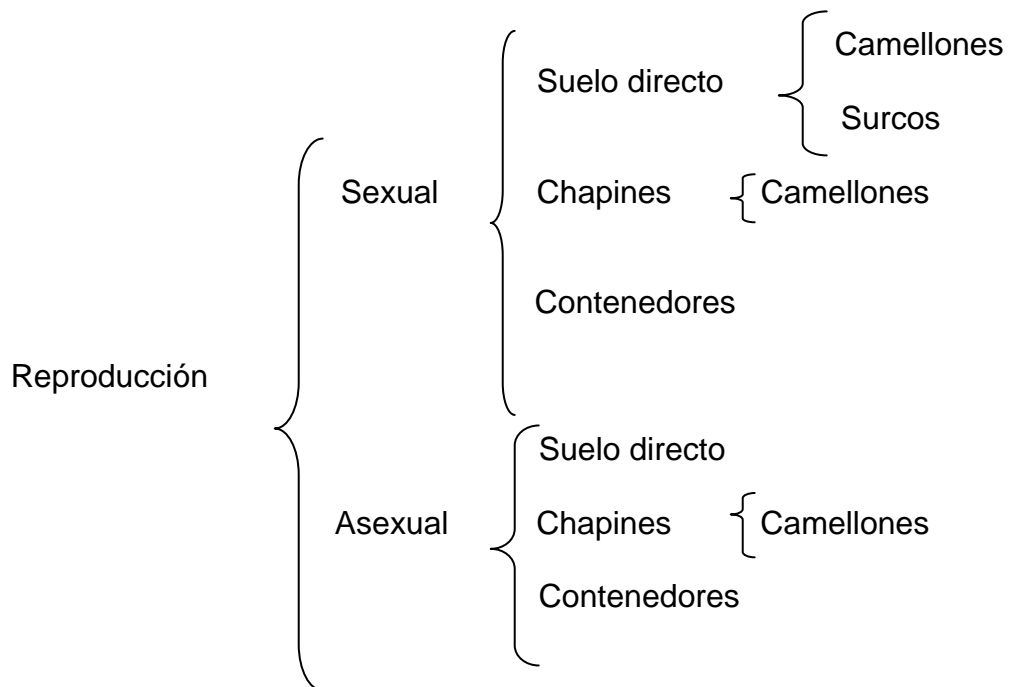 Reproducción
Sexual
Suelo directo
Camellones
Surcos
Chapines
Camellones
Contenedores
Asexual
Suelo directo
Chapines
Camellones
Contenedores